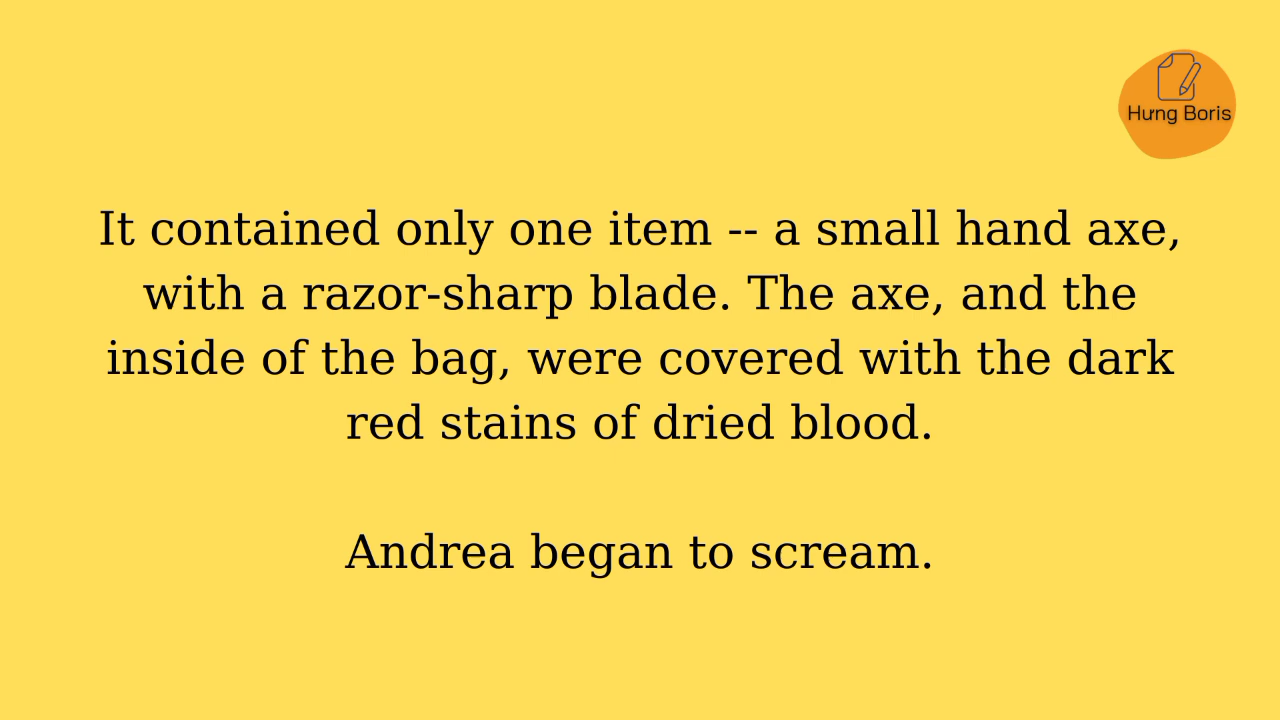 Hưng Boris
It contained only one item -- a small hand axe,
with a razor-sharp blade. The axe, and the
inside of the bag, were covered with the dark
red stains of dried blood.
Andrea began to scream.